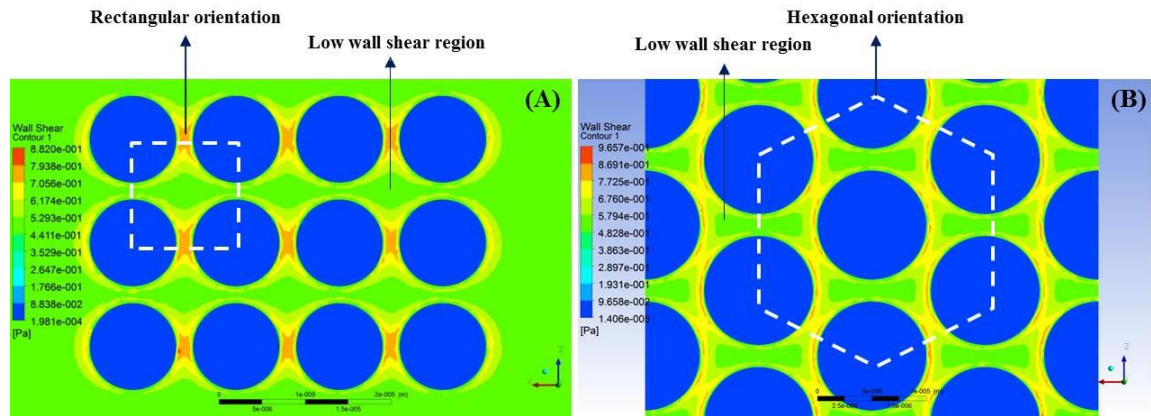 Rectangular orientation
Low wall shear region
(A)
Wall Shear
Contour 1
8.820e-001
7.938e-001
7.056e-001
6.174e-001
5.293e-001
4.411e-001
3.529e-001
2.647e-001
1.766e-001
8.838e-002
1.981e-004
[Pa]
0
1e-005
2e-005 (m)
5e-006
1.5e-005
Z
Hexagonal orientation
Low wall shear region
(B)
Wall Shear
Contour 1
9.657e-001
8.691e-001
7.725e-001
6.760e-001
5.794e-001
4.828e-001
3.863e-001
2.897e-001
1.931e-001
9.658e-002
1.406e-005
[Pa]
0
1e-005 (m)
Z